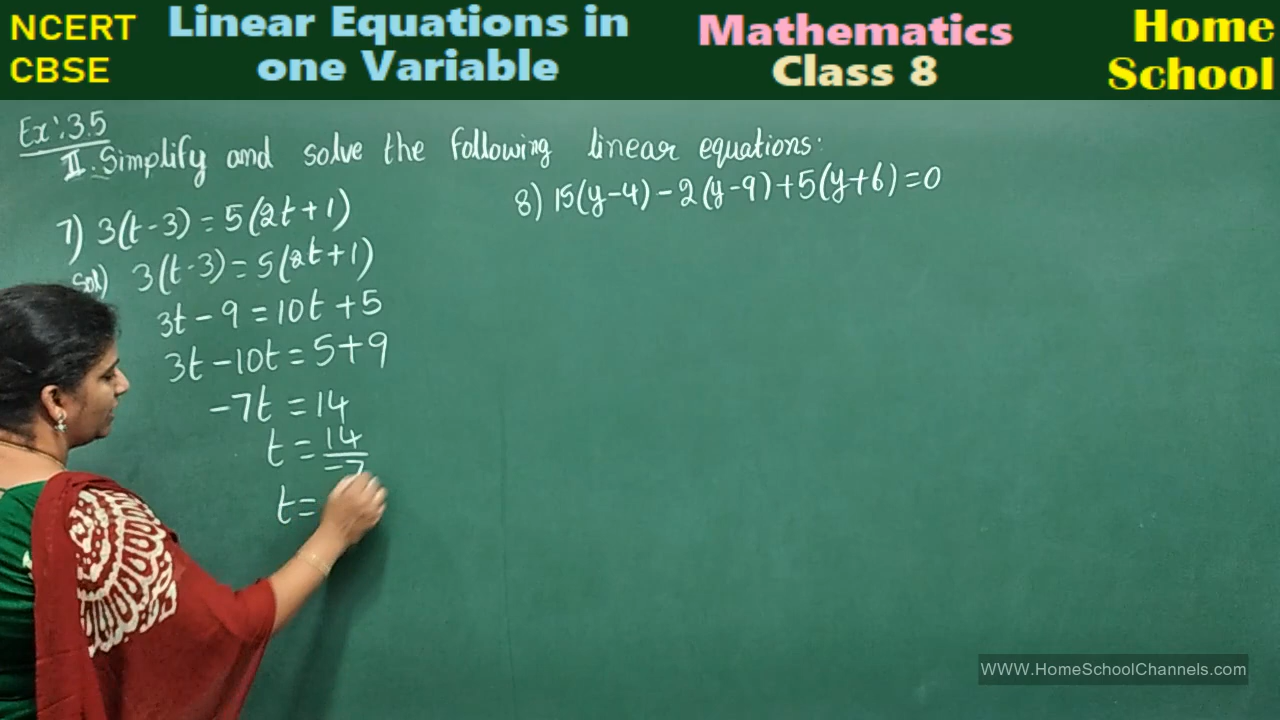 NCERT
CBSE
Linear Equations in
one Variable
Mathematics
Class 8
Home
School
Ex: 3.5
II. Simplify and solve the following linear equations:
7) 3(t-3) = 5(2t+1)
Sol) 3(t-3) = 5(2t+1)
3t - 9 = 10t + 5
3t - 10t = 5 + 9
-7t = 14
t = 14/-7
t =
8) 15(y-4) - 2(y-9) + 5(y+6) = 0
WWW.HomeSchoolChannels.com